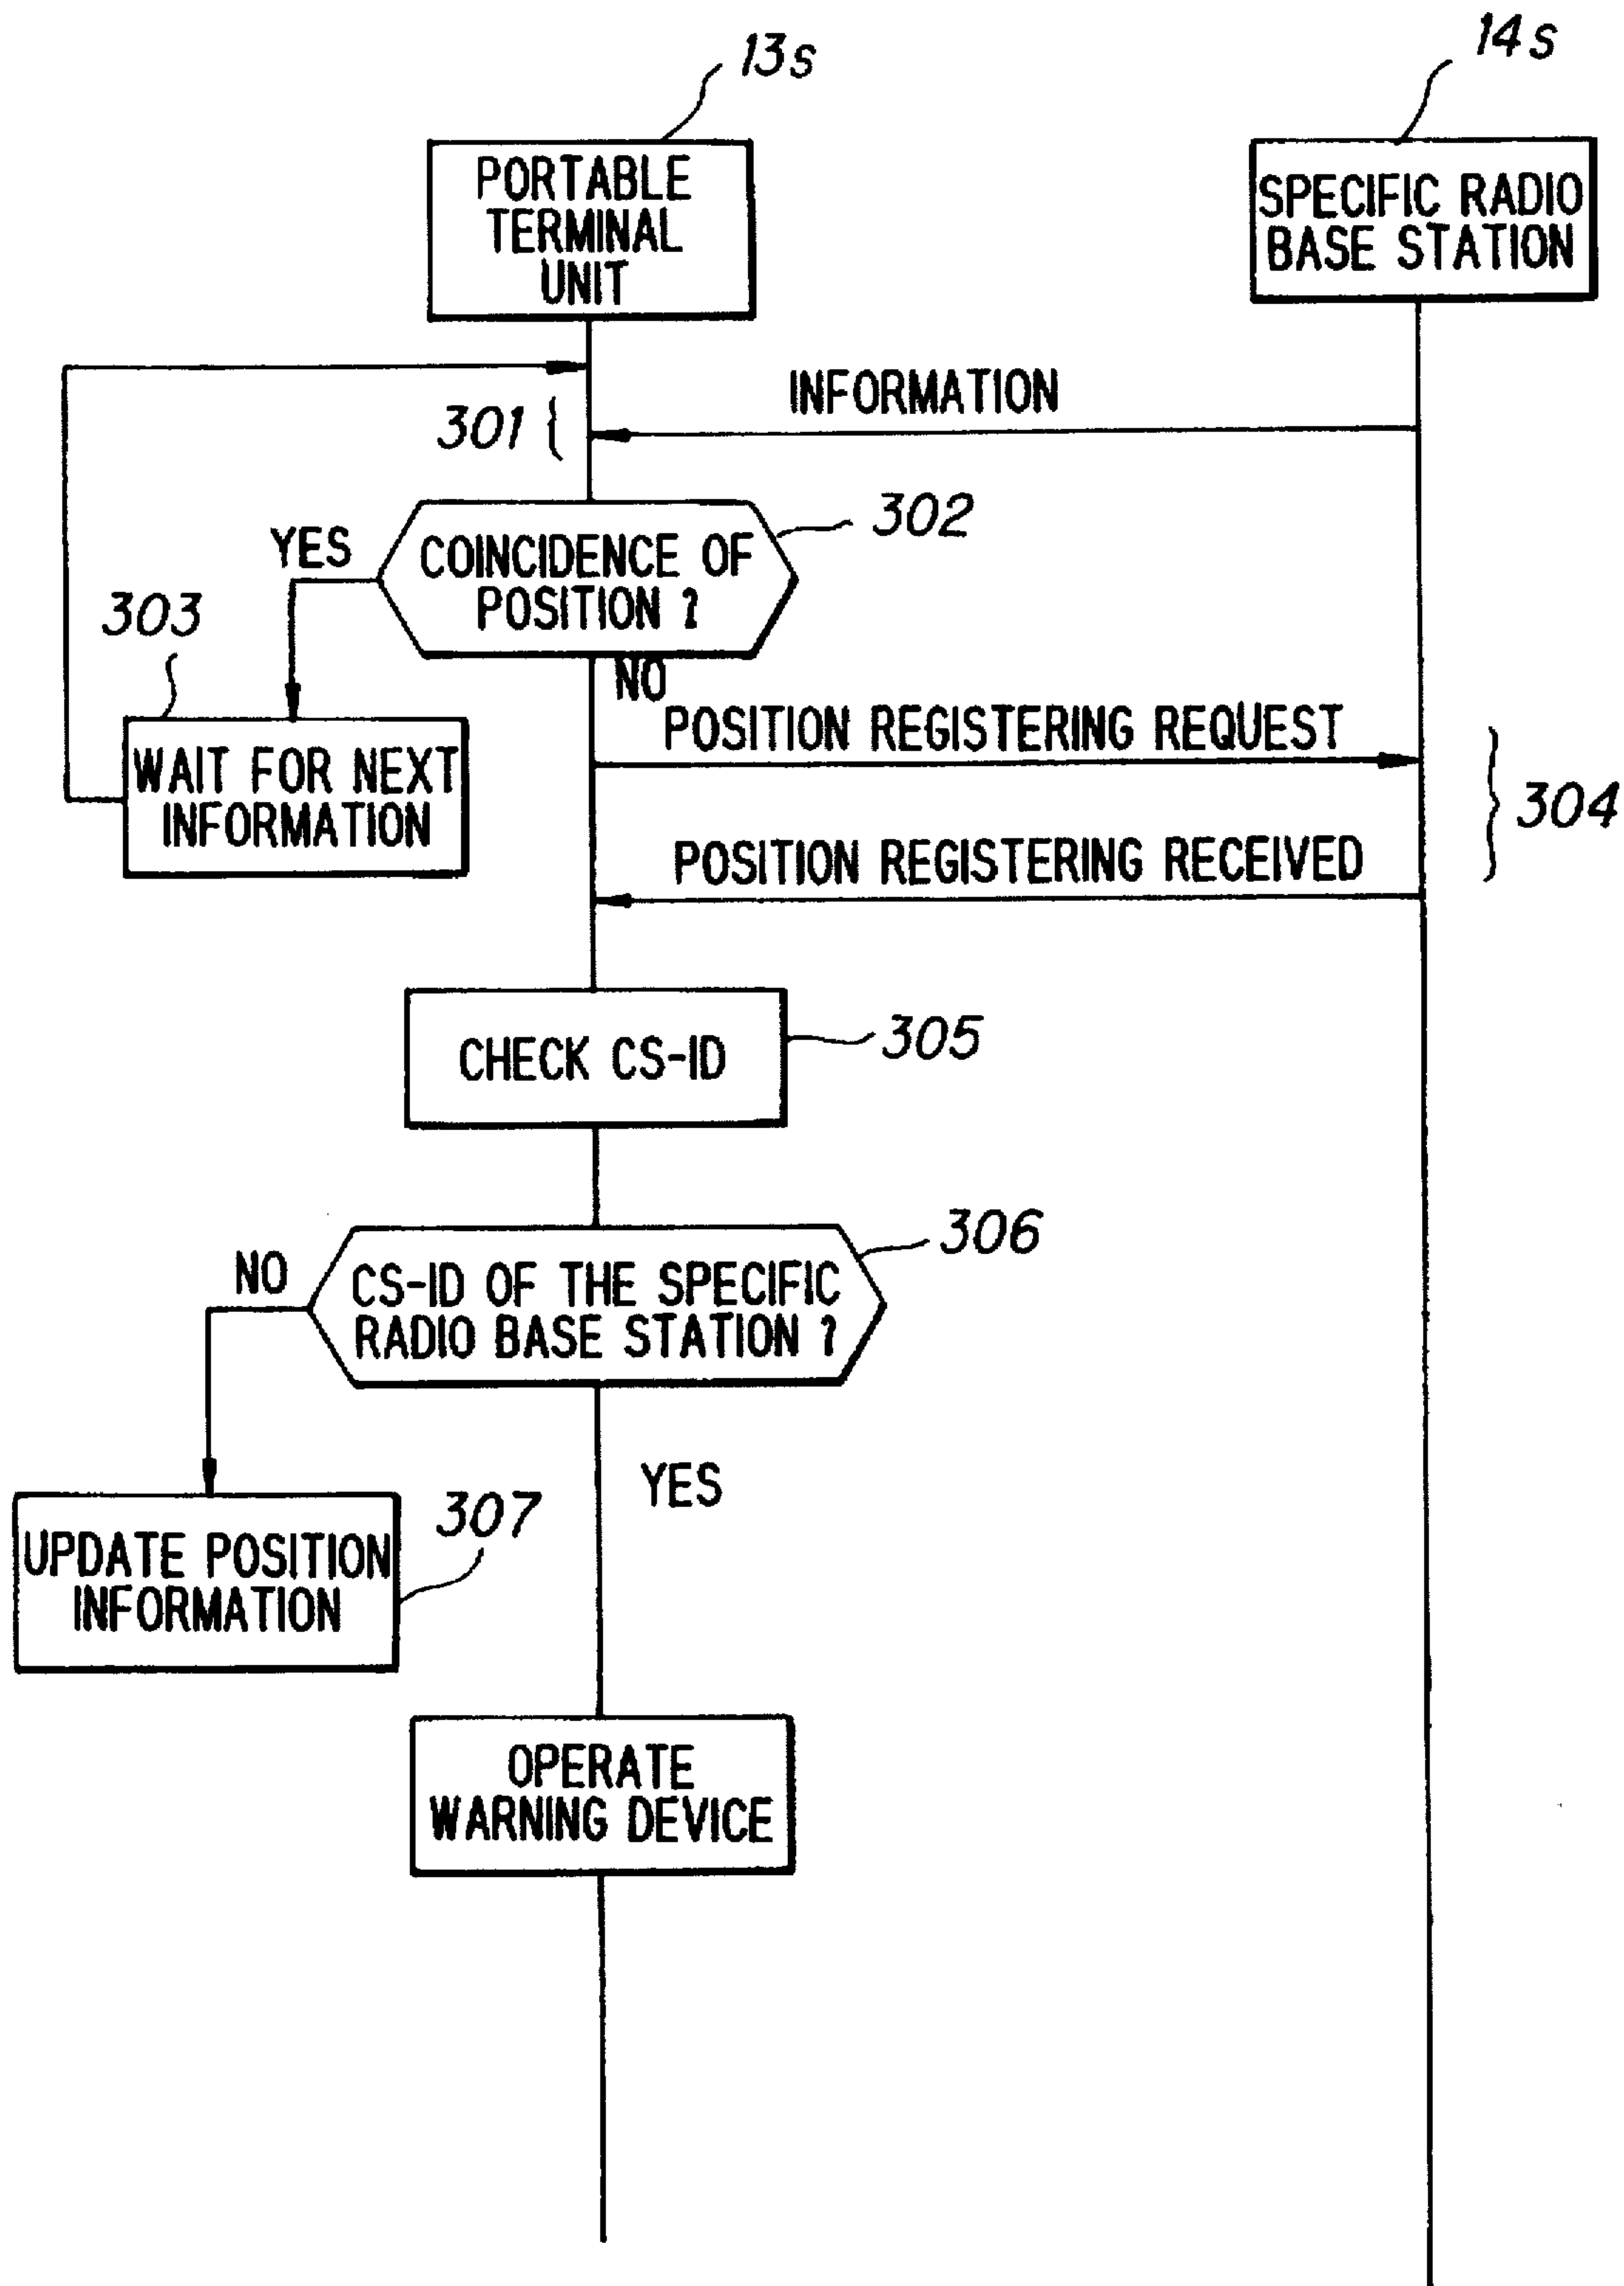 13s
14s
PORTABLE
TERMINAL
UNIT
SPECIFIC RADIO
BASE STATION
INFORMATION
301
302
YES
COINCIDENCE OF
POSITION ?
303
NO
POSITION REGISTERING REQUEST
WAIT FOR NEXT
INFORMATION
304
POSITION REGISTERING RECEIVED
CHECK CS-ID
305
306
NO
CS-ID OF THE SPECIFIC
RADIO BASE STATION ?
YES
307
UPDATE POSITION
INFORMATION
OPERATE
WARNING DEVICE